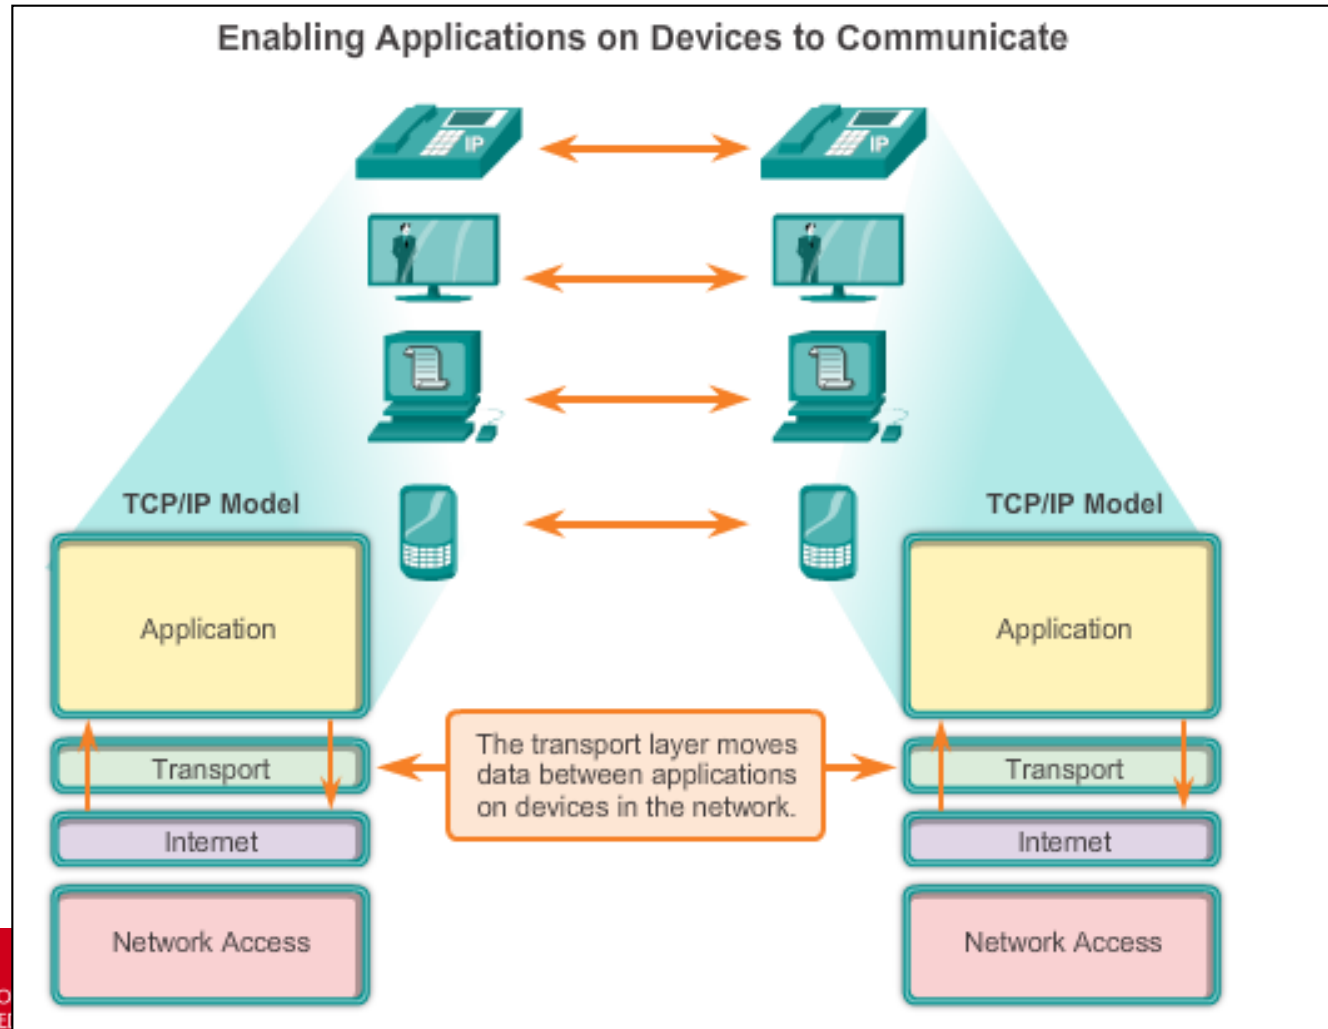 Enabling Applications on Devices to Communicate
IP
IP
TCP/IP Model
TCP/IP Model
Application
Application
The transport layer moves
data between applications
on devices in the network.
Transport
Transport
Internet
Internet
Network Access
Network Access